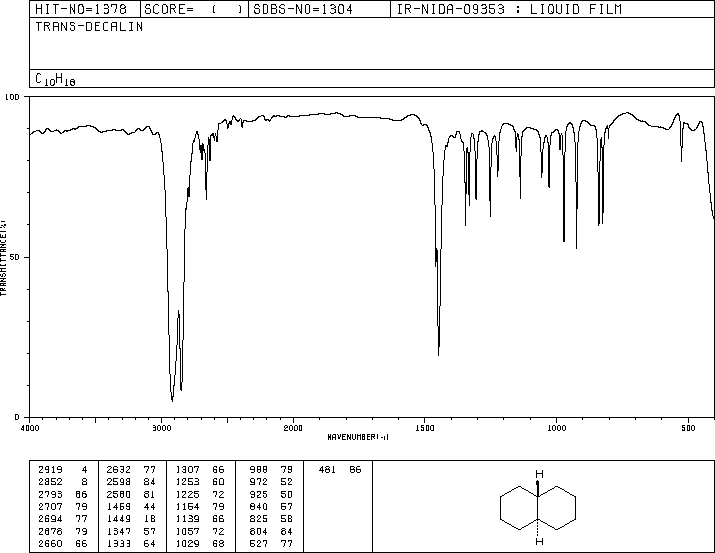 HIT-NO=1378 SCORE= ( ) SDBS-NO=1304 IR-NIDA-09353 : LIQUID FILM
TRANS-DECALIN
C10H18
100
50
0
TRANSMITTANCE(%)
4000 3000 2000 1500 1000 500
WAVENUMBER(-1)
2919 4 2632 77 1307 66 988 79 481 86
2852 8 2598 84 1253 60 972 52
2793 66 2580 81 1225 72 925 50
2707 79 1459 44 1154 79 840 57
2694 77 1449 18 1139 66 825 58
2678 79 1347 57 1057 72 804 84
2660 66 1333 64 1029 68 527 77
H
H